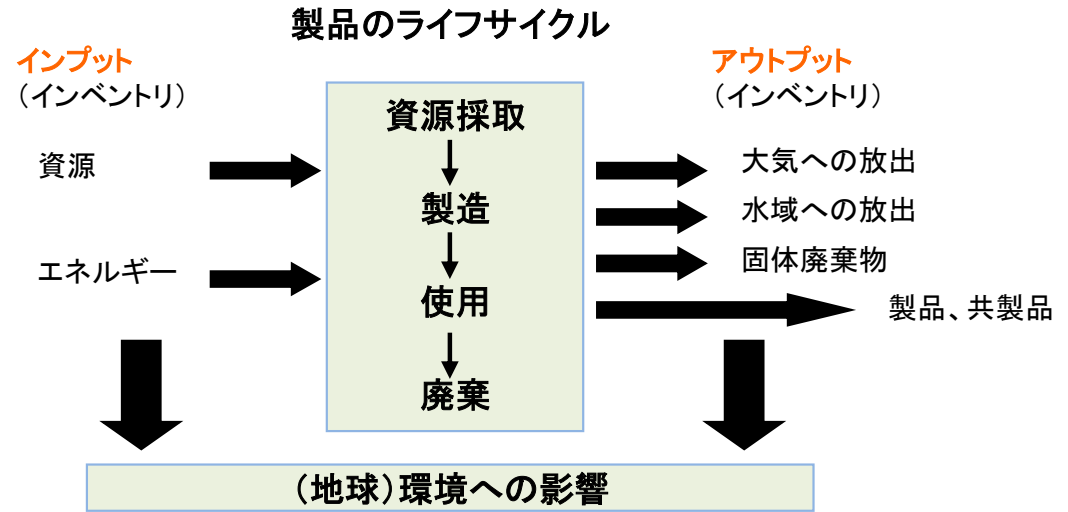 製品のライフサイクル
インプット
（インベントリ）
資源
エネルギー
資源採取
製造
使用
廃棄
アウトプット
（インベントリ）
大気への放出
水域への放出
固体廃棄物
製品、共製品
（地球）環境への影響